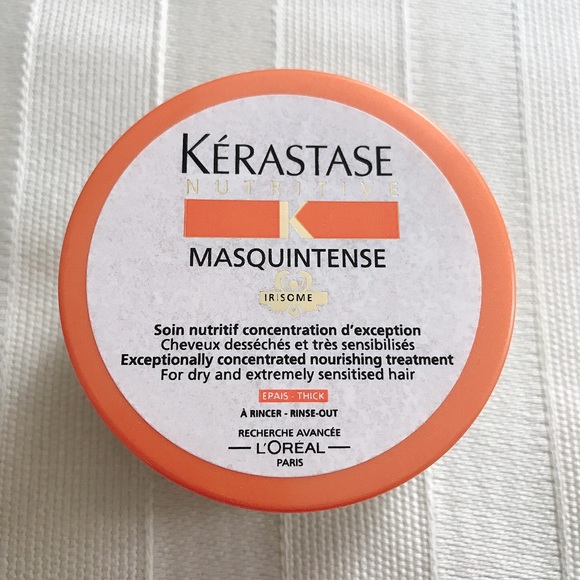 KÉRASTASE
NUTRITIVE
K
MASQUINTENSE
IRISOME
Soin nutritif concentration d'exception
Cheveux desséchés et très sensibilisés
Exceptionally concentrated nourishing treatment
For dry and extremely sensitised hair
EPAIS - THICK
À RINCER - RINSE-OUT
RECHERCHE AVANCÉE
L'ORÉAL
PARIS